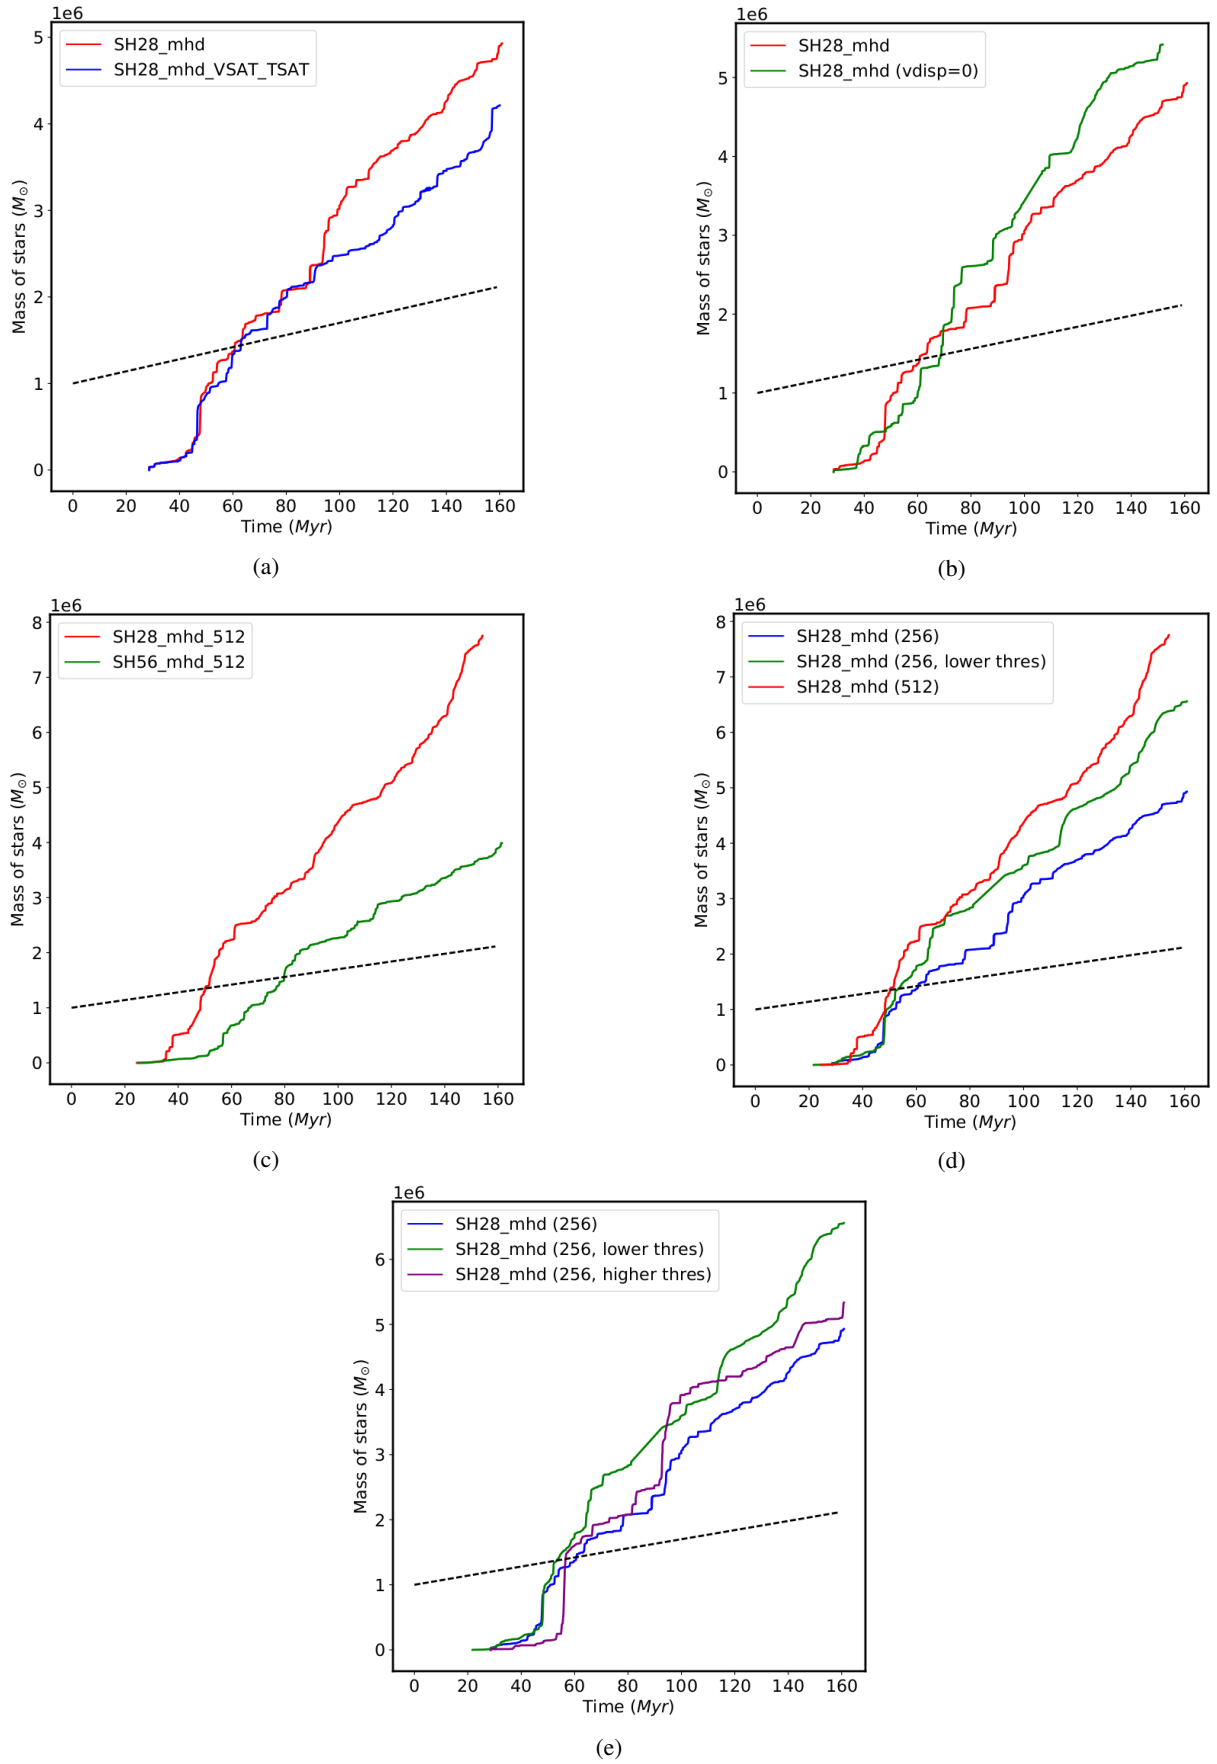 1e6
SH28_mhd
SH28_mhd_VSAT_TSAT
5
4
3
2
1
0
Mass of stars (M⊙)
0 20 40 60 80 100 120 140 160
Time (Myr)
(a)
1e6
SH28_mhd
SH28_mhd (vdisp=0)
5
4
3
2
1
0
Mass of stars (M⊙)
0 20 40 60 80 100 120 140 160
Time (Myr)
(b)
1e6
SH28_mhd_512
SH56_mhd_512
8
7
6
5
4
3
2
1
0
Mass of stars (M⊙)
0 20 40 60 80 100 120 140 160
Time (Myr)
(c)
1e6
SH28_mhd (256)
SH28_mhd (256, lower thres)
SH28_mhd (512)
8
7
6
5
4
3
2
1
0
Mass of stars (M⊙)
0 20 40 60 80 100 120 140 160
Time (Myr)
(d)
1e6
SH28_mhd (256)
SH28_mhd (256, lower thres)
SH28_mhd (256, higher thres)
6
5
4
3
2
1
0
Mass of stars (M⊙)
0 20 40 60 80 100 120 140 160
Time (Myr)
(e)